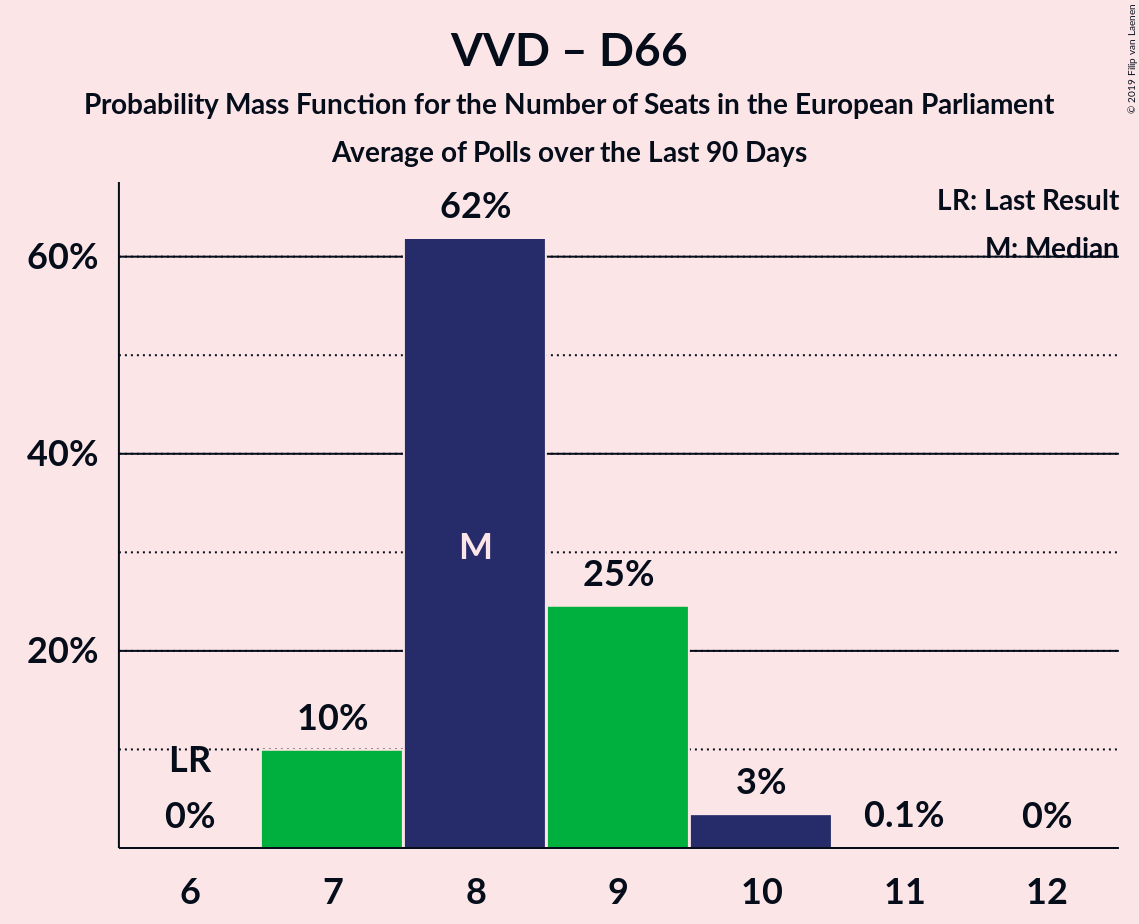 VVD – D66
Probability Mass Function for the Number of Seats in the European Parliament
Average of Polls over the Last 90 Days
© 2019 Filip van Laenen
LR: Last Result
M: Median
60%
40%
20%
LR
0%
10%
62%
M
25%
3%
0.1%
0%
6 7 8 9 10 11 12